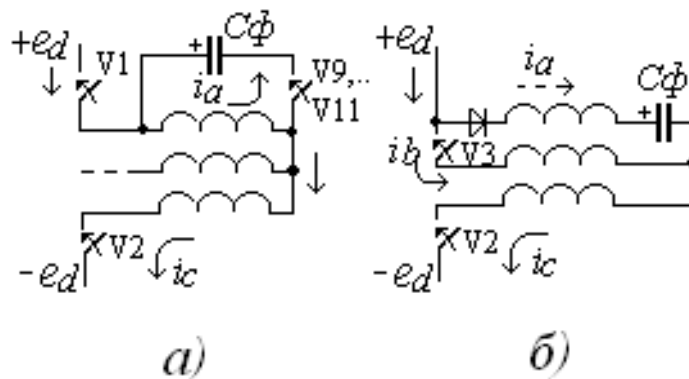 +ed V1 + Cф ia V9,.. V11
V2 ic
-ed
+ed ia + Cф
ib V3
V2 ic
-ed
а) б)